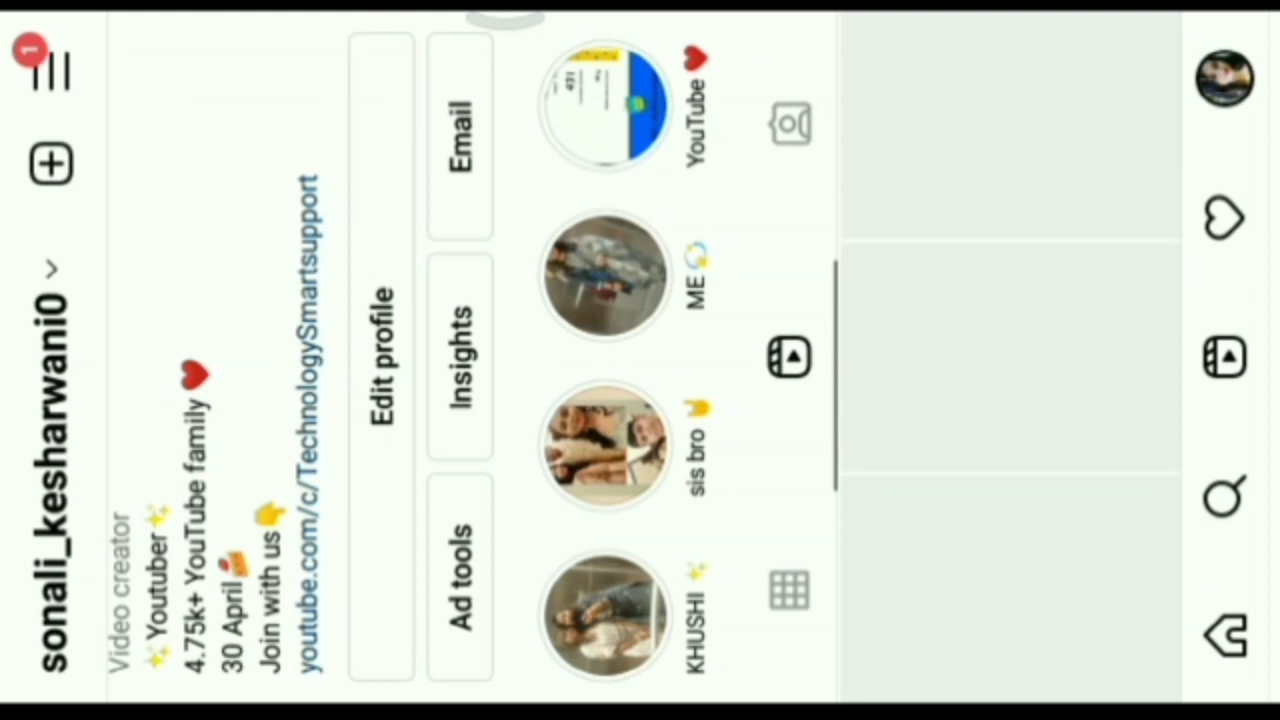 sonali_kesharwani0
1
Video creator
✨Youtuber✨
4.75k+ YouTube family❤️
30 April🍰
Join with us👇
youtube.com/c/TechnologySmartsupport
Edit profile
Ad tools
Insights
Email
KHUSHI ✨
sis bro 🤘
ME 💫
YouTube ❤️